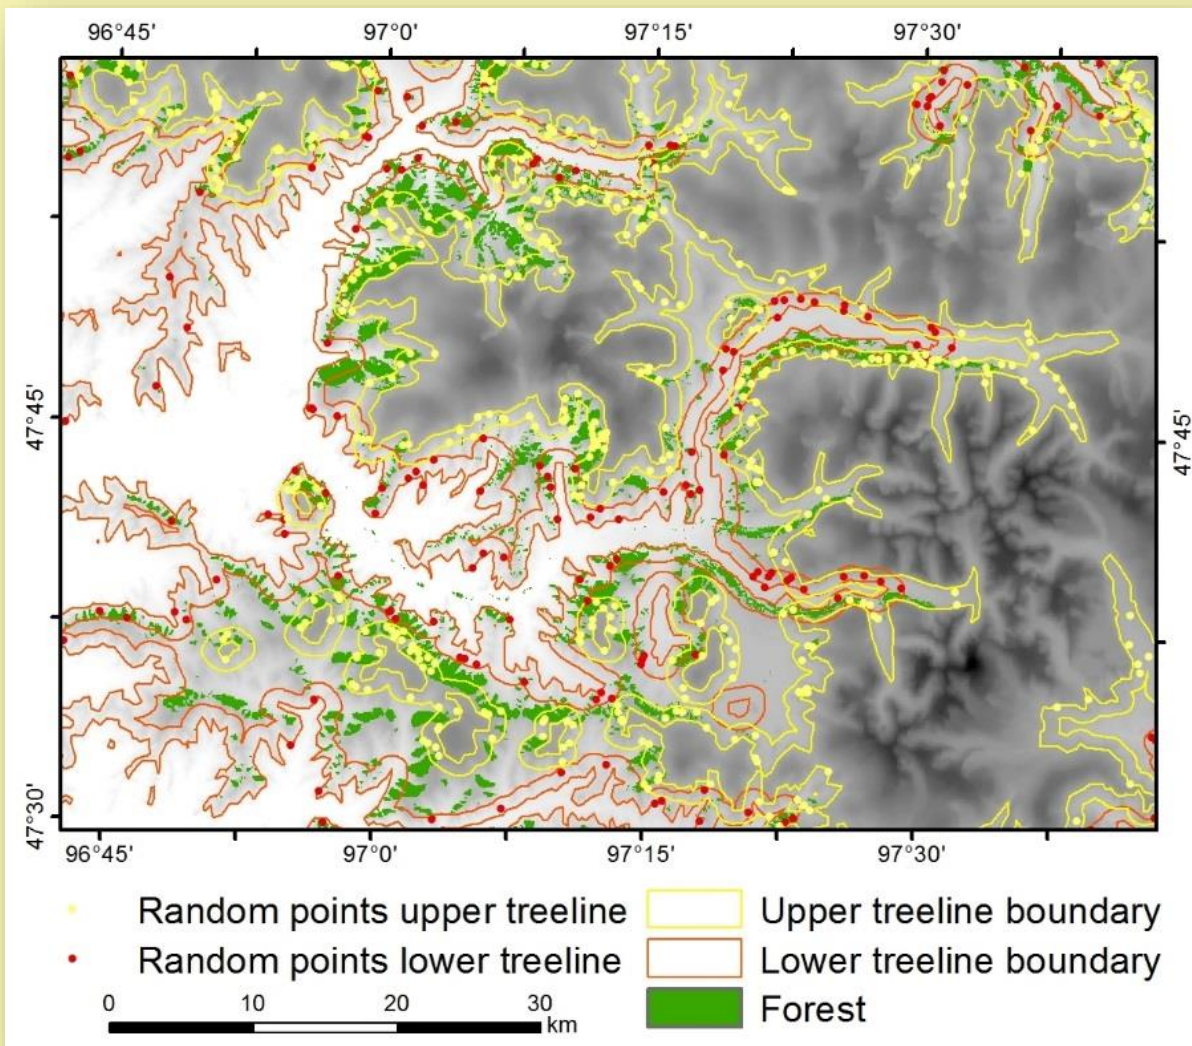 96°45' 97°0' 97°15' 97°30'
47°45'
47°45'
47°30'
96°45' 97°0' 97°15' 97°30'
Random points upper treeline
Upper treeline boundary
Random points lower treeline
Lower treeline boundary
Forest
0 10 20 30
km